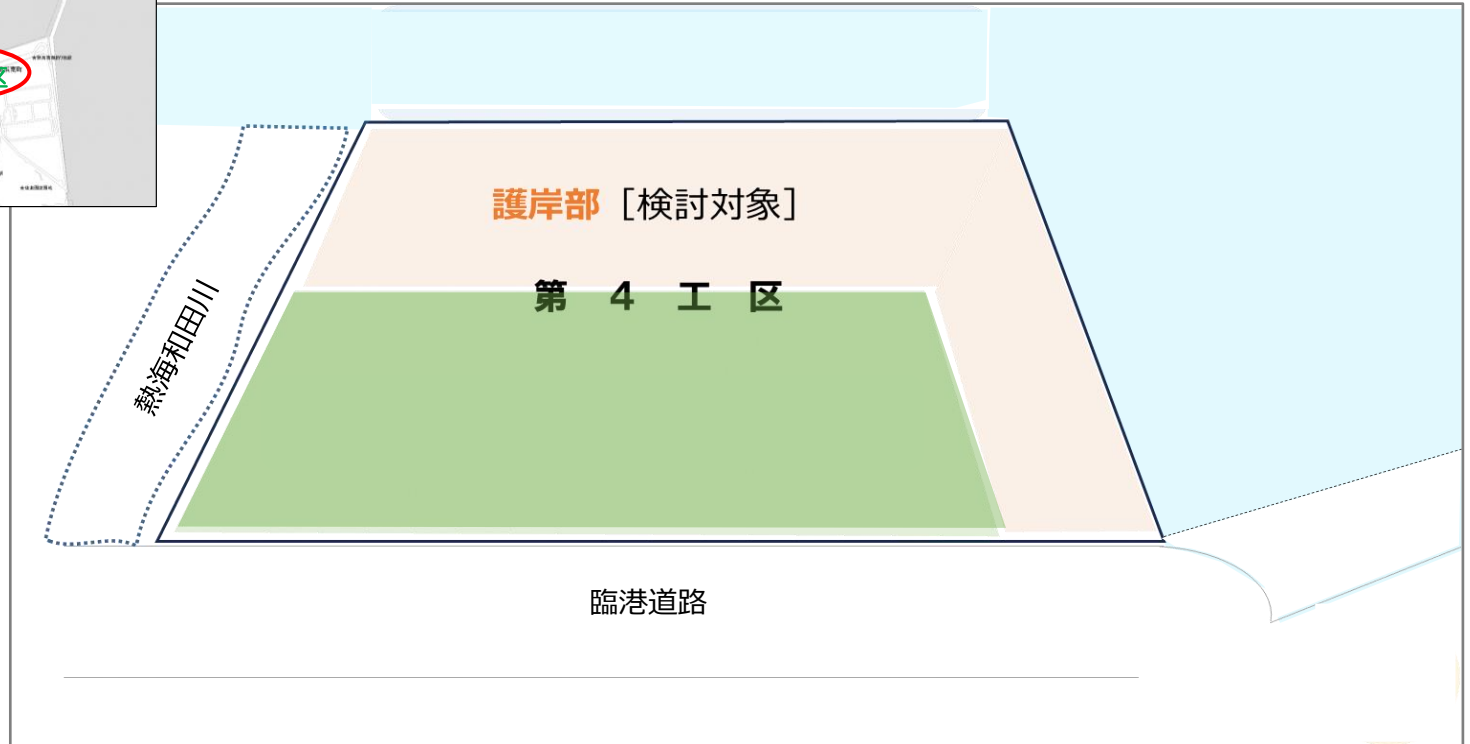 区
護岸部［検討対象］
第 4 工 区
熱海和田川
臨港道路